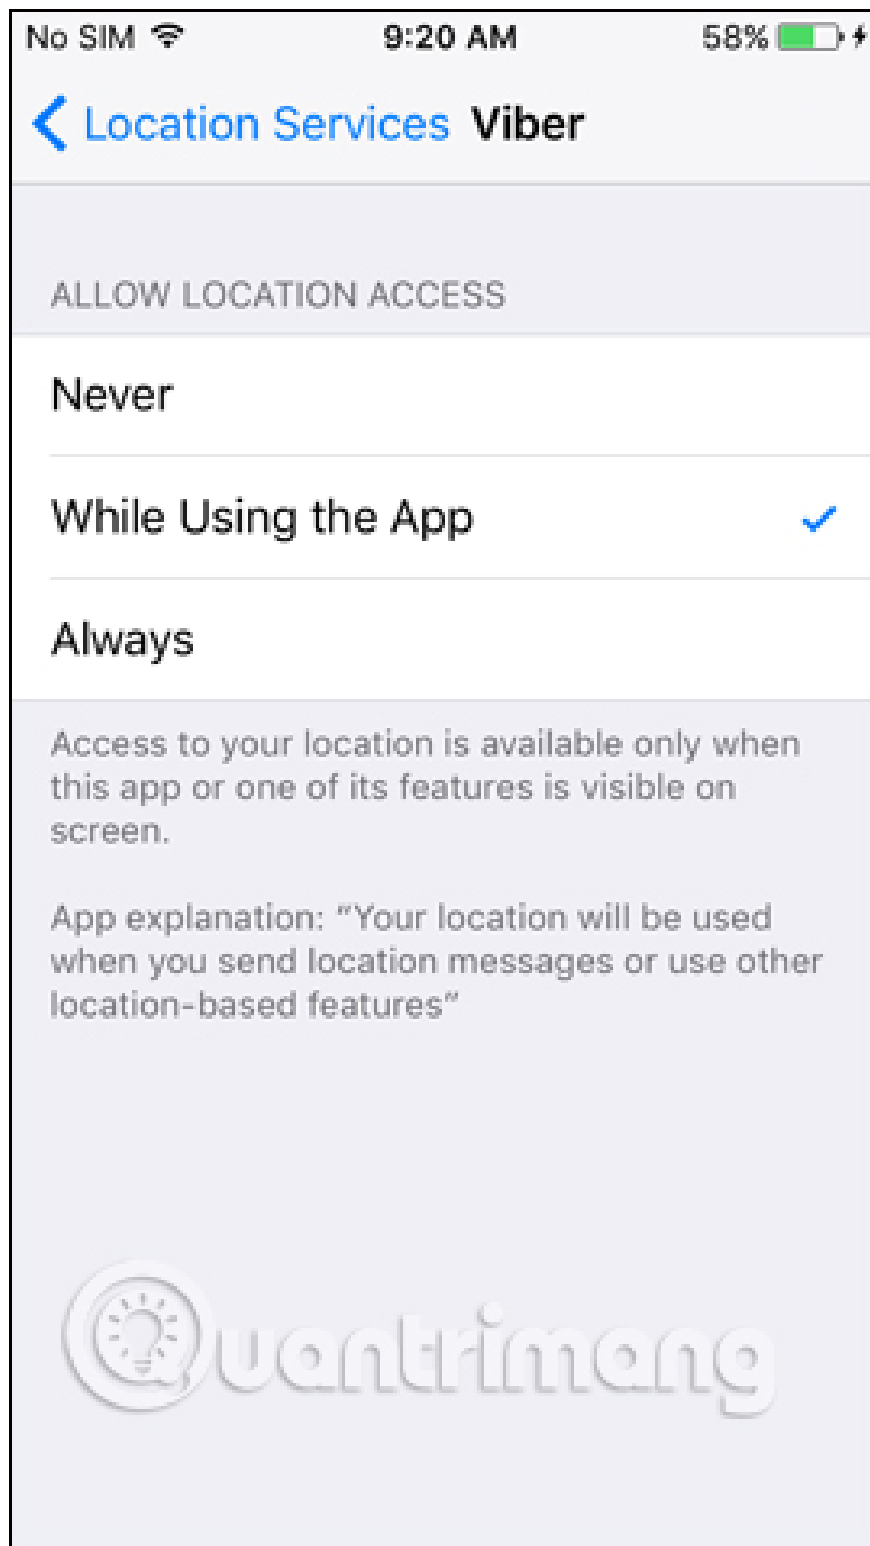 No SIM 9:20 AM 58%
Location Services Viber
ALLOW LOCATION ACCESS
Never
While Using the App
Always
Access to your location is available only when
this app or one of its features is visible on
screen.
App explanation: “Your location will be used
when you send location messages or use other
location-based features”
Quantrimang